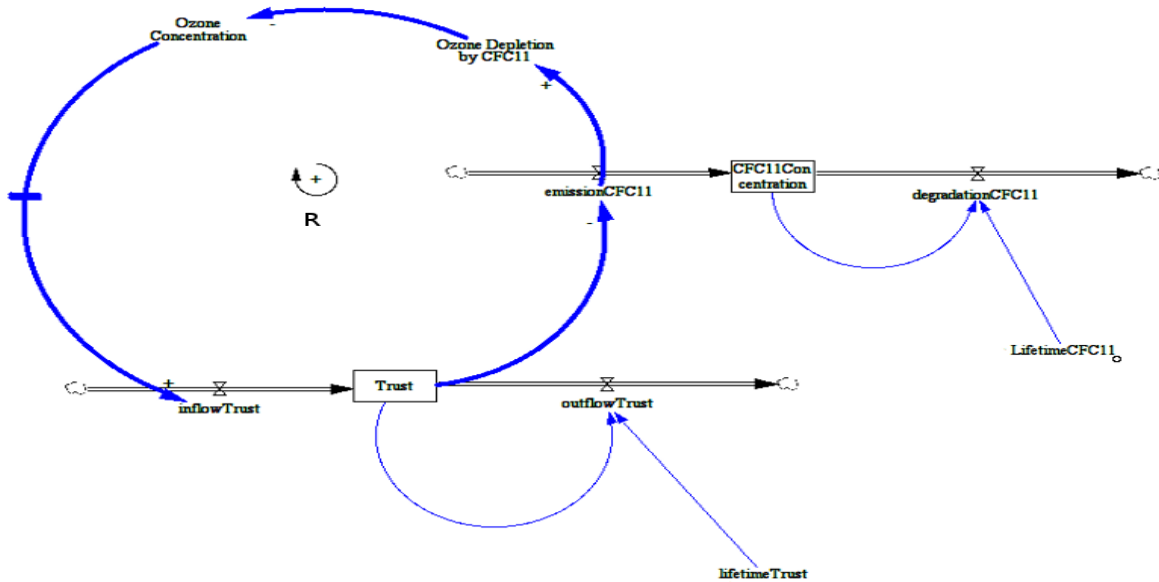 Ozone
Concentration
-
Ozone Depletion
by CFC11
+
+
R
emissionCFC11
-
CFC11Con
centration
degradationCFC11
LifetimeCFC11
+
inflowTrust
Trust
outflowTrust
lifetimeTrust